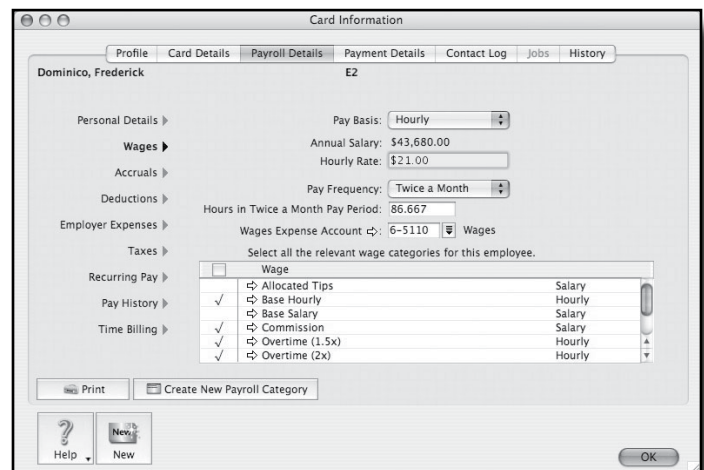 Card Information
Profile Card Details Payroll Details Payment Details Contact Log Jobs History
Dominico, Frederick E2
Personal Details
Wages
Accruals
Deductions
Employer Expenses
Taxes
Recurring Pay
Pay History
Time Billing
Pay Basis: Hourly
Annual Salary: $43,680.00
Hourly Rate: $21.00
Pay Frequency: Twice a Month
Hours in Twice a Month Pay Period: 86.667
Wages Expense Account ⇨: 6-5110 Wages
Select all the relevant wage categories for this employee.
Wage
⇨ Allocated Tips Salary
√ ⇨ Base Hourly Hourly
⇨ Base Salary Salary
√ ⇨ Commission Salary
√ ⇨ Overtime (1.5x) Hourly
√ ⇨ Overtime (2x) Hourly
Print Create New Payroll Category
? New
Help New
OK